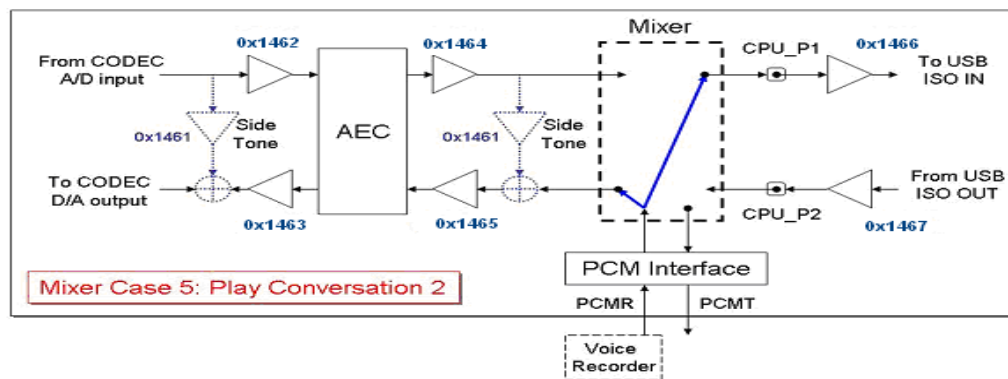 Mixer
0x1462
0x1464
CPU_P1
0x1466
From CODEC
A/D input
To USB
ISO IN
0x1461
Side
Tone
AEC
0x1461
Side
Tone
To CODEC
D/A output
From USB
ISO OUT
0x1463
0x1465
CPU_P2
0x1467
PCM Interface
Mixer Case 5: Play Conversation 2
PCMR
PCMT
Voice
Recorder